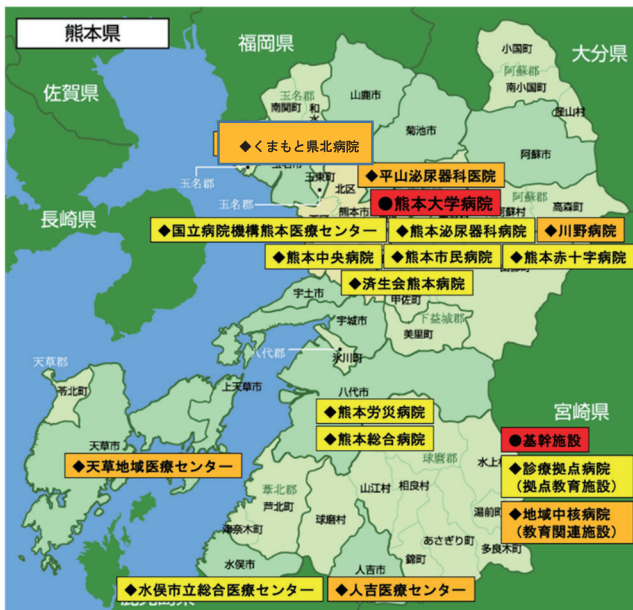 熊本県
福岡県
大分県
佐賀県
小国町
阿蘇郡
南小国町
産山村
玉名郡
南関町
和水
山鹿市
菊池市
阿蘇市
◆くまもと県北病院
玉名郡
玉東町
北区
◆平山泌尿器科医院
玉名郡
●熊本大学病院
阿蘇郡
高森町
長崎県
熊本市
◆国立病院機構熊本医療センター
◆熊本泌尿器科病院
◆川野病院
◆熊本中央病院
◆熊本市民病院
◆熊本赤十字病院
◆済生会熊本病院
宇土市
甲佐町
宇城市
下益城郡
美里町
八代郡
氷川町
天草郡
苓北町
上天草市
八代市
◆熊本労災病院
宮崎県
天草市
◆熊本総合病院
●基幹施設
◆天草地域医療センター
球磨郡
水上村
◆診療拠点病院
（拠点教育施設）
葦北郡
芦北町
山江村
相良村
湯前町
◆地域中核病院
（教育関連施設）
津奈木町
球磨村
あさぎり町
多良木町
錦町
水俣市
人吉市
◆水俣市立総合医療センター
◆人吉医療センター